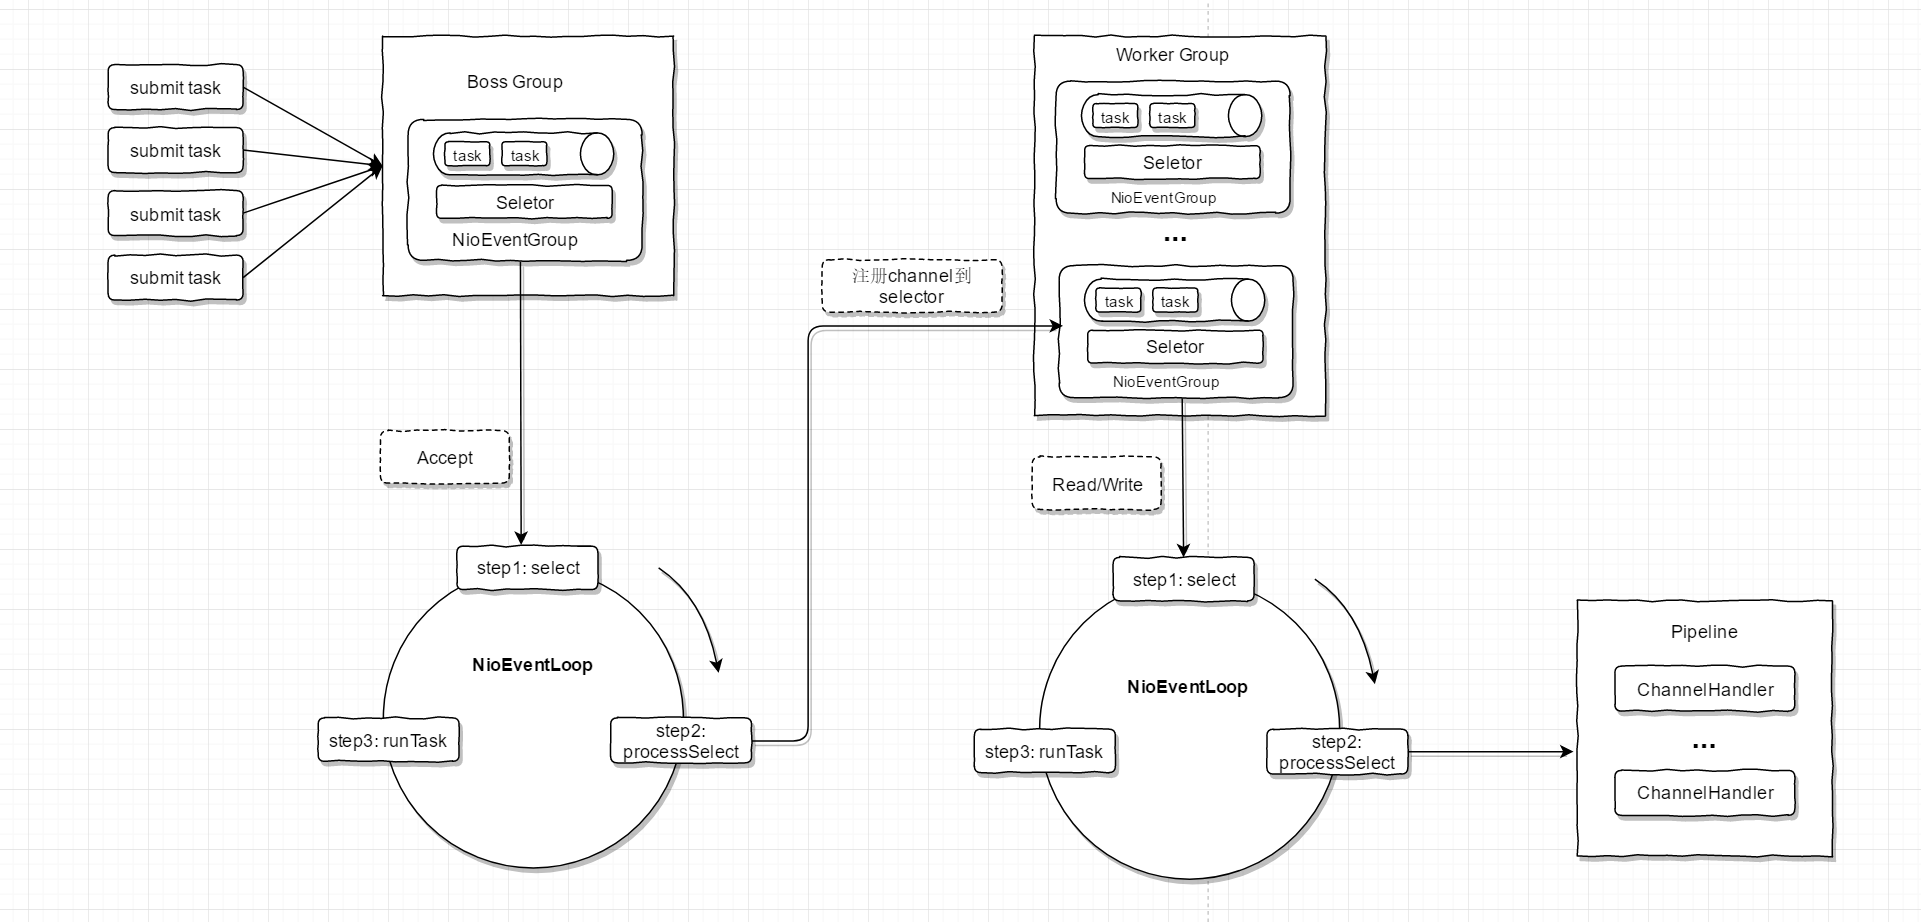 submit task
submit task
submit task
submit task
Boss Group
task
task
Seletor
NioEventGroup
Accept
step1: select
NioEventLoop
step2:
processSelect
step3: runTask
注册channel到
selector
Worker Group
task
task
Seletor
NioEventGroup
...
task
task
Seletor
NioEventGroup
Read/Write
step1: select
NioEventLoop
step2:
processSelect
step3: runTask
Pipeline
ChannelHandler
...
ChannelHandler